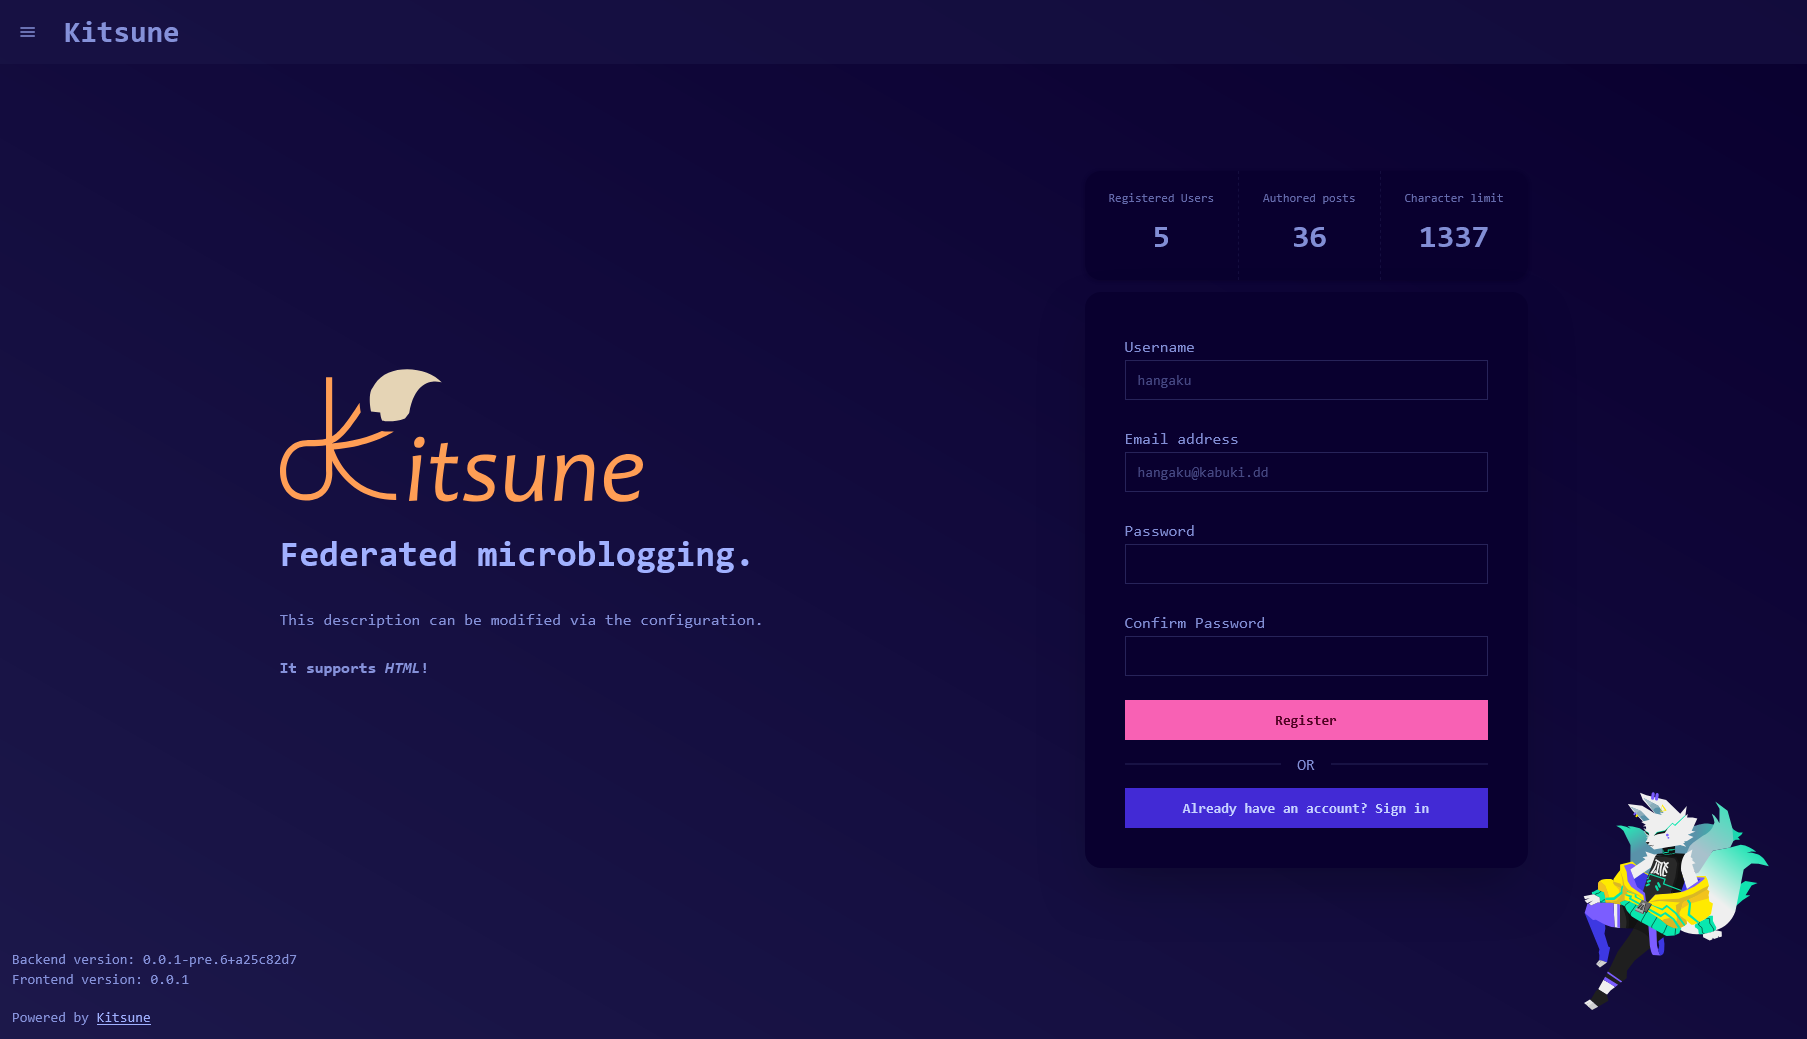 Kitsune
Registered Users
Authored posts
Character limit
5
36
1337
Kitsune
Federated microblogging.
This description can be modified via the configuration.
It supports HTML!
Username
hangaku
Email address
hangaku@kabuki.dd
Password
Confirm Password
Register
OR
Already have an account? Sign in
Backend version: 0.0.1-pre.6+a25c82d7
Frontend version: 0.0.1
Powered by Kitsune